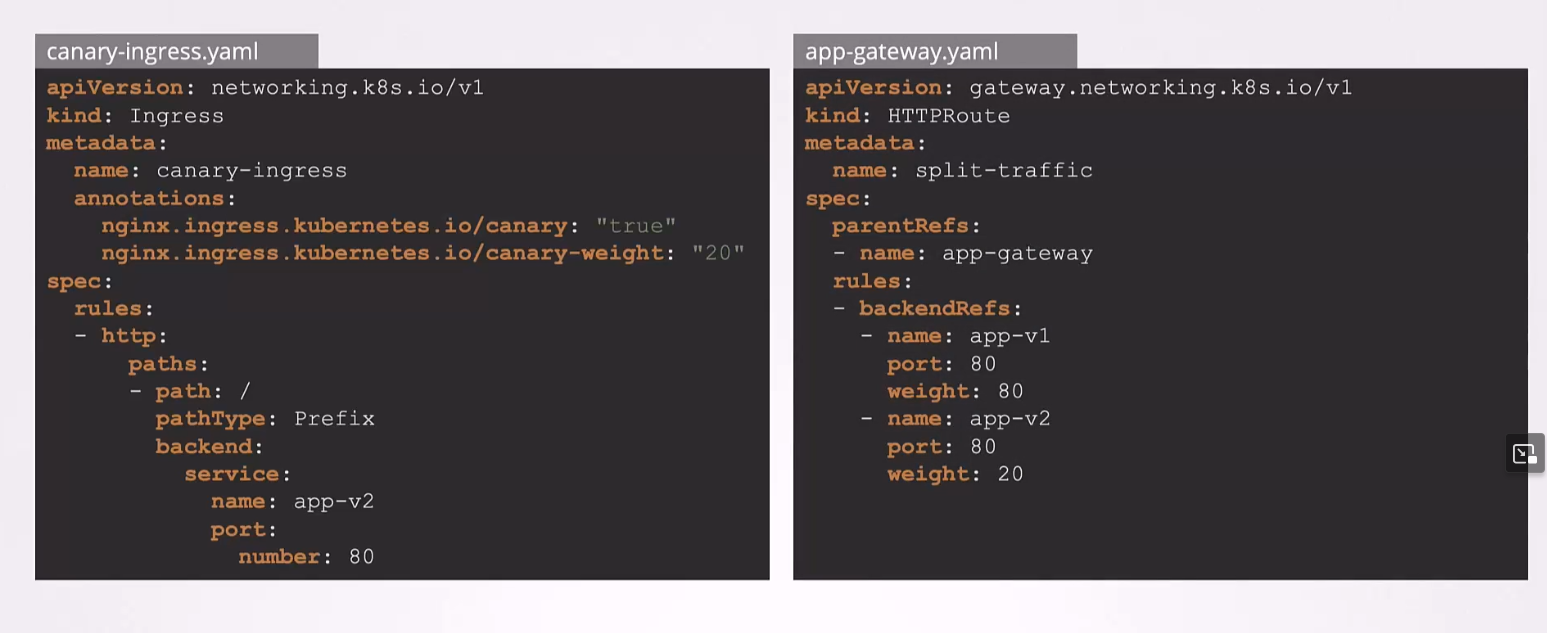 canary-ingress.yaml
apiVersion: networking.k8s.io/v1
kind: Ingress
metadata:
  name: canary-ingress
  annotations:
    nginx.ingress.kubernetes.io/canary: "true"
    nginx.ingress.kubernetes.io/canary-weight: "20"
spec:
  rules:
  - http:
      paths:
      - path: /
        pathType: Prefix
        backend:
          service:
            name: app-v2
            port:
              number: 80
app-gateway.yaml
apiVersion: gateway.networking.k8s.io/v1
kind: HTTPRoute
metadata:
  name: split-traffic
spec:
  parentRefs:
  - name: app-gateway
  rules:
  - backendRefs:
    - name: app-v1
      port: 80
      weight: 80
    - name: app-v2
      port: 80
      weight: 20